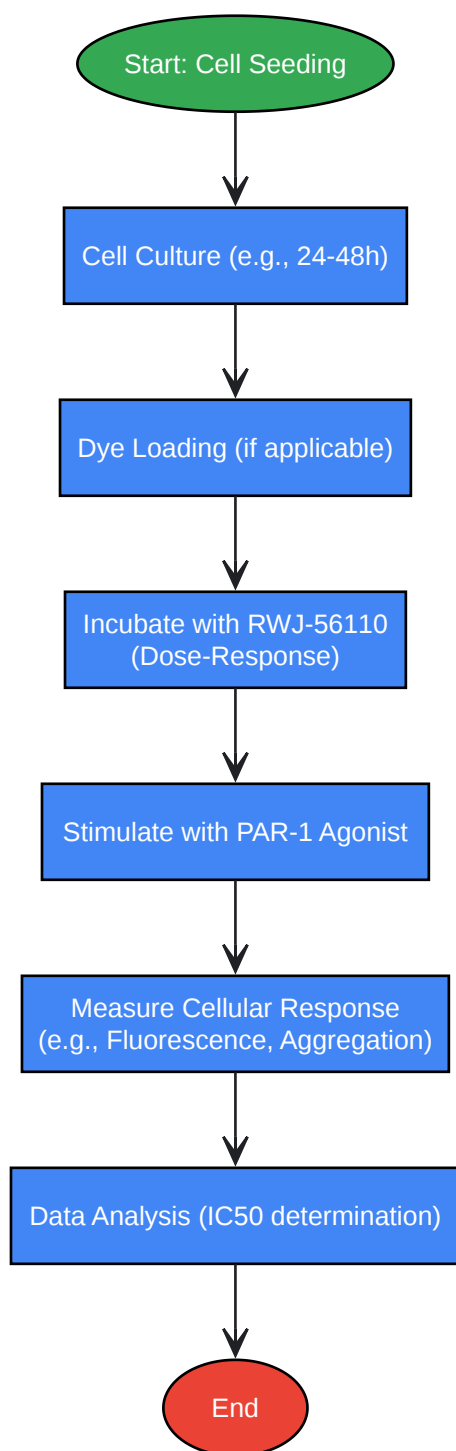 Start: Cell Seeding
Cell Culture (e.g., 24-48h)
Dye Loading (if applicable)
Incubate with RWJ-56110
(Dose-Response)
Stimulate with PAR-1 Agonist
Measure Cellular Response
(e.g., Fluorescence, Aggregation)
Data Analysis (IC50 determination)
End